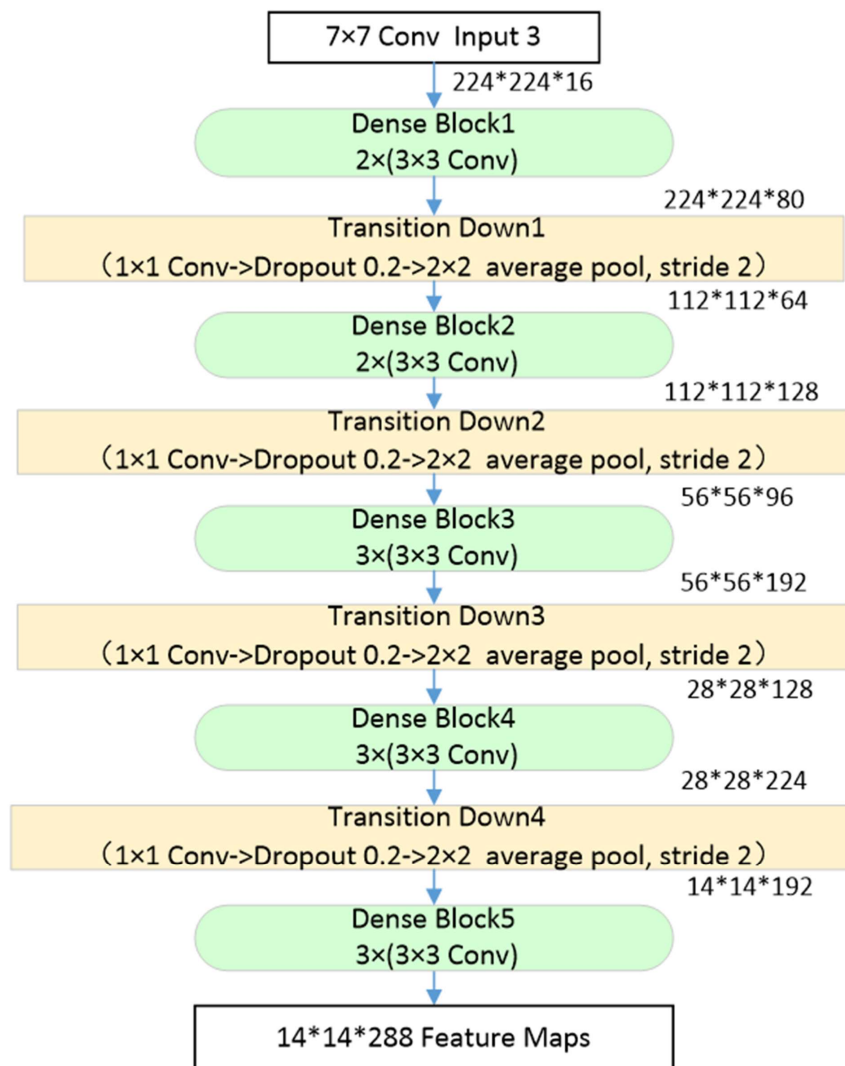 7×7 Conv Input 3
224*224*16
Dense Block1
2×(3×3 Conv)
224*224*80
Transition Down1
（1×1 Conv->Dropout 0.2->2×2 average pool, stride 2）
112*112*64
Dense Block2
2×(3×3 Conv)
112*112*128
Transition Down2
（1×1 Conv->Dropout 0.2->2×2 average pool, stride 2）
56*56*96
Dense Block3
3×(3×3 Conv)
56*56*192
Transition Down3
（1×1 Conv->Dropout 0.2->2×2 average pool, stride 2）
28*28*128
Dense Block4
3×(3×3 Conv)
28*28*224
Transition Down4
（1×1 Conv->Dropout 0.2->2×2 average pool, stride 2）
14*14*192
Dense Block5
3×(3×3 Conv)
14*14*288 Feature Maps